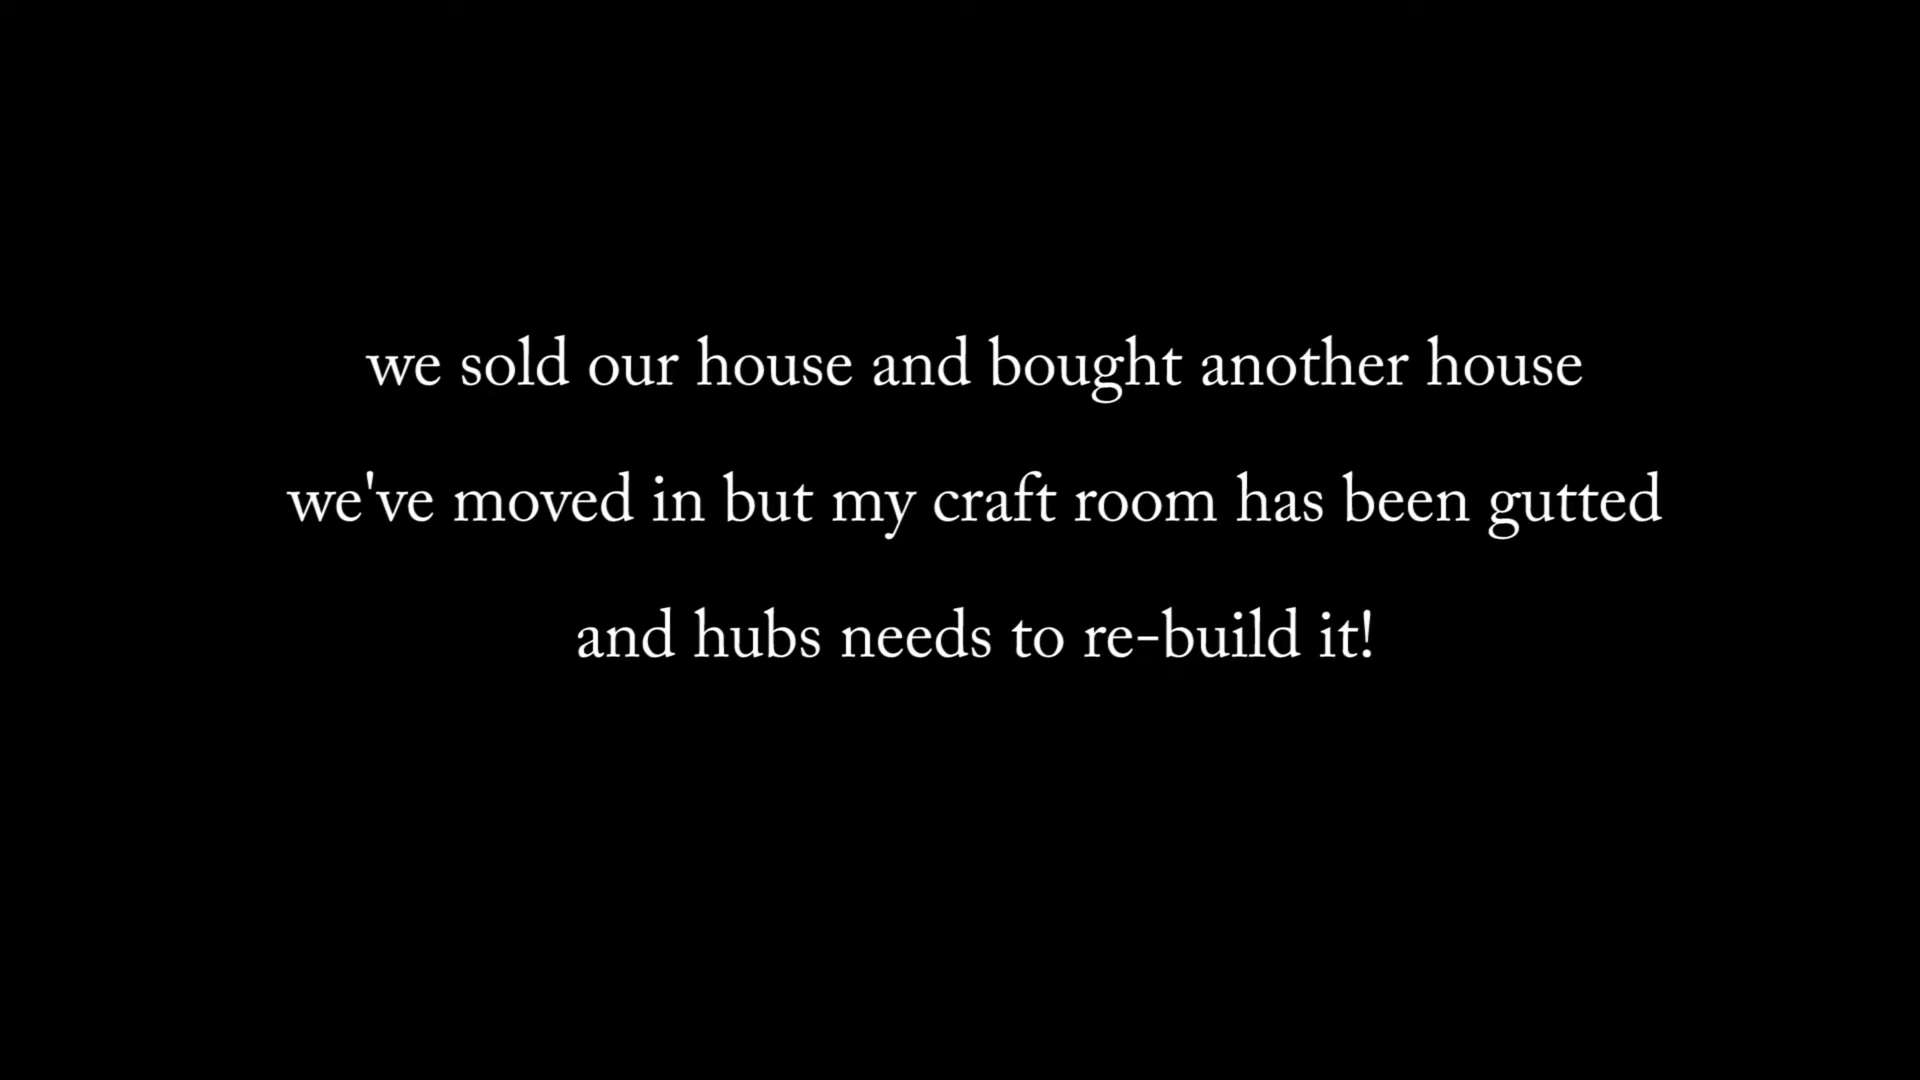 we sold our house and bought another house
we've moved in but my craft room has been gutted
and hubs needs to re-build it!